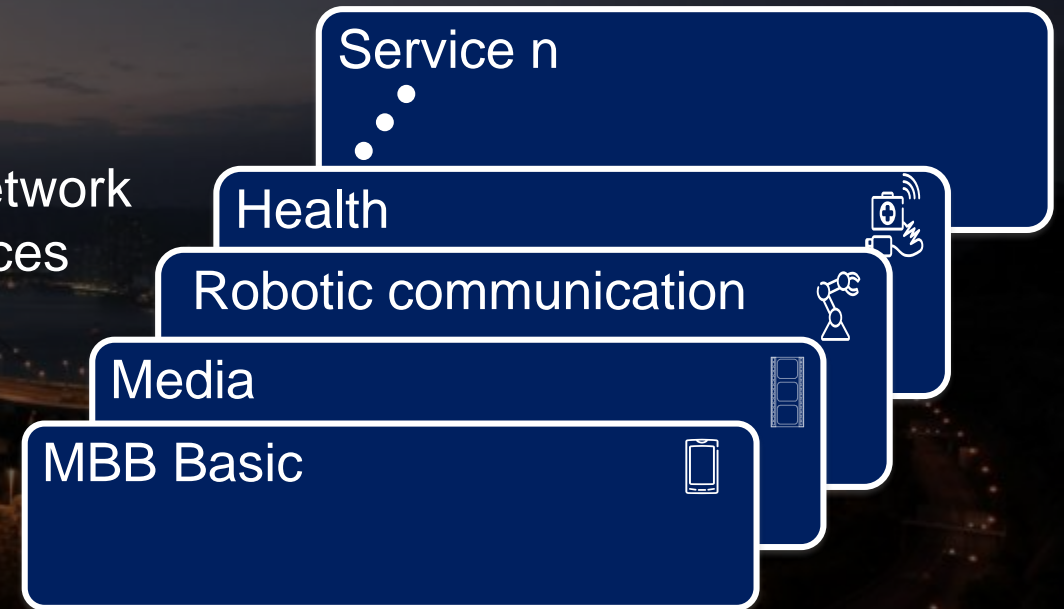 Service n
etwork
Health
ces
Robotic communication
Media
MBB Basic